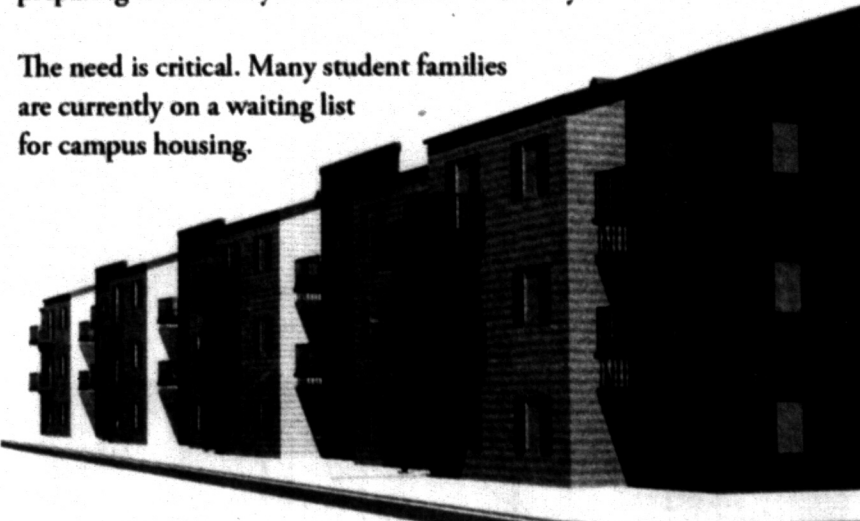 The need is critical. Many student families
are currently on a waiting list
for campus housing.